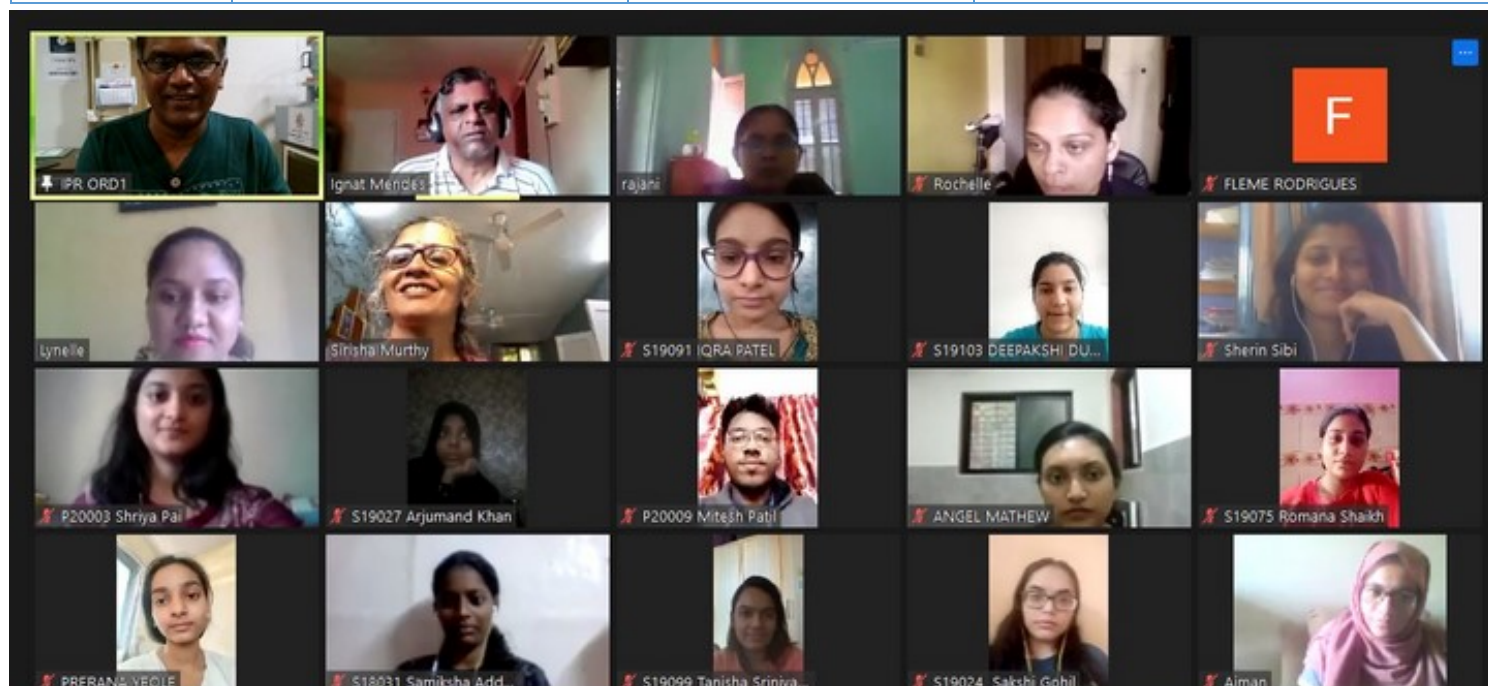 IPR ORD1
Ignat Mendes
rajani
Rochelle
F
FLEME RODRIGUES
Lynelle
Sirisha Murthy
S19091 IQRA PATEL
S19103 DEEPAKSHI DU...
Sherin Sibi
P20003 Shriya Pai
S19027 Arjumand Khan
P20009 Mitesh Patil
ANGEL MATHEW
S19075 Romana Shaikh
PRERANA YEOLE
S18031 Samiksha Add...
S19099 Tanisha Sriniva...
S19024_Sakshi Gohil
Aiman